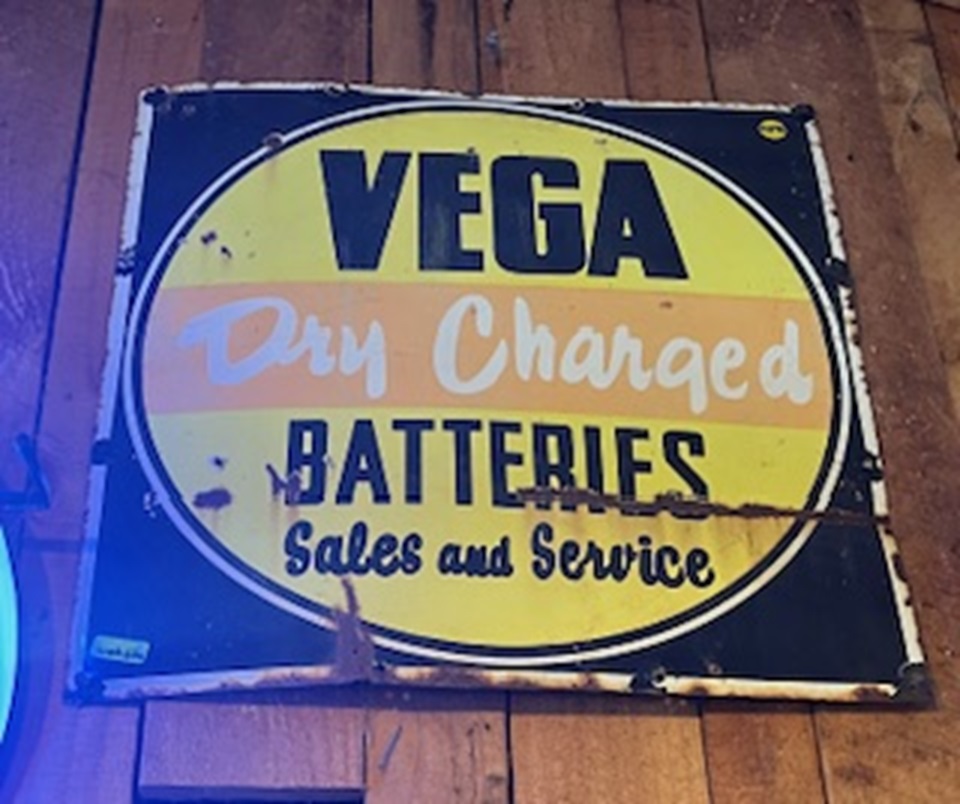 VEGA
Dry Charged
BATTERIES
Sales and Service